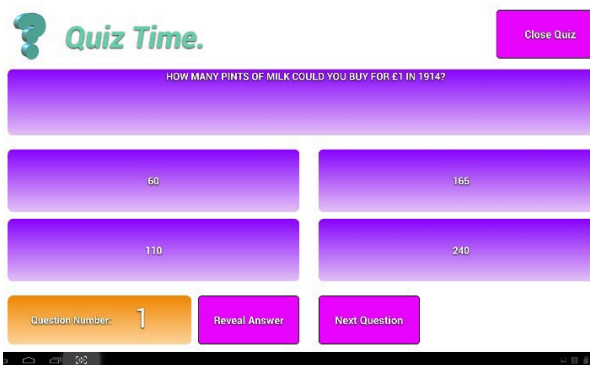 Quiz Time.
Close Quiz
HOW MANY PINTS OF MILK COULD YOU BUY FOR £1 IN 1914?
60
165
110
240
Question Number: 1
Reveal Answer
Next Question